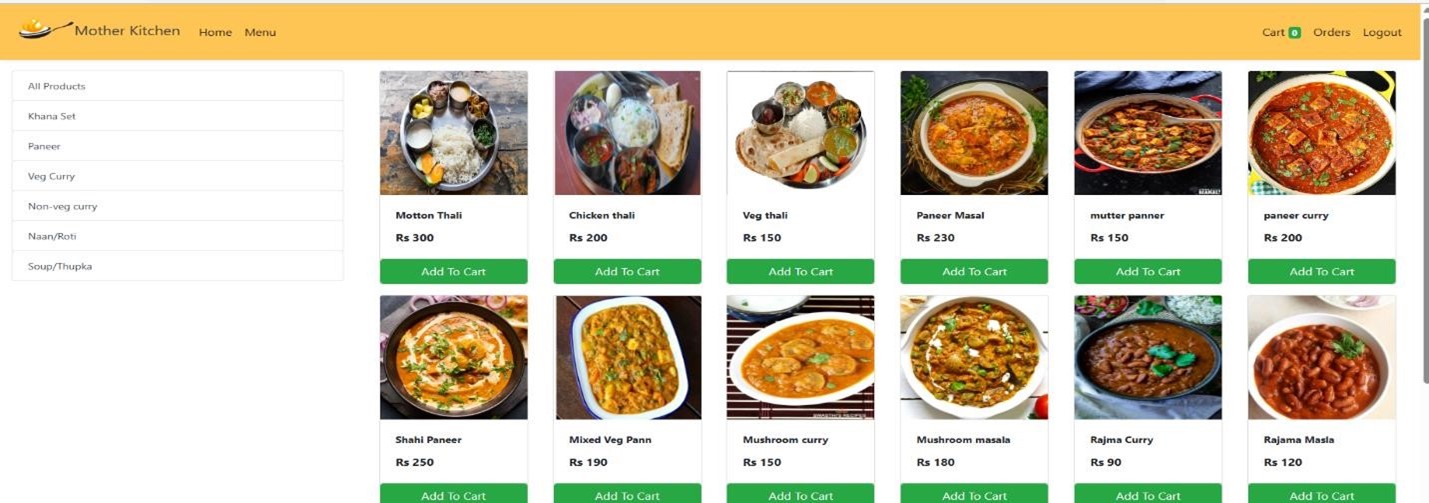 Mother Kitchen Home Menu Cart 0 Orders Logout
All Products
Khana Set
Paneer
Veg Curry
Non-veg curry
Naan/Roti
Soup/Thupka
Motton Thali Chicken thali Veg thali Paneer Masal mutter panner paneer curry
Rs 300 Rs 200 Rs 150 Rs 230 Rs 150 Rs 200
Add To Cart Add To Cart Add To Cart Add To Cart Add To Cart Add To Cart
SWASTHI'S RECIPES
Shahi Paneer Mixed Veg Pann Mushroom curry Mushroom masala Rajma Curry Rajama Masla
Rs 250 Rs 190 Rs 150 Rs 180 Rs 90 Rs 120
Add To Cart Add To Cart Add To Cart Add To Cart Add To Cart Add To Cart